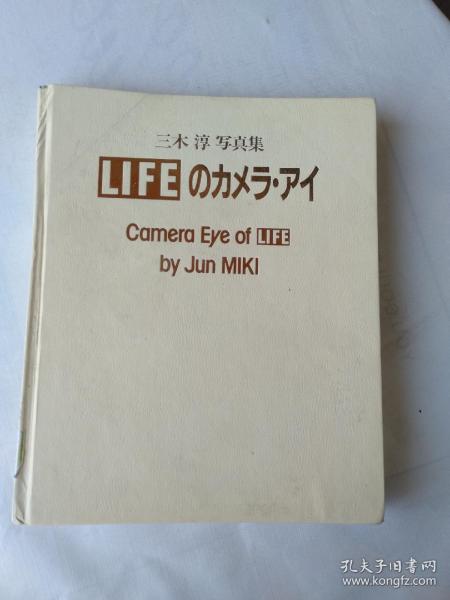 三木 淳 写真集
LIFEのカメラ・アイ
Camera Eye of LIFE
by Jun MIKI
孔夫子旧书网
www.kongfz.com